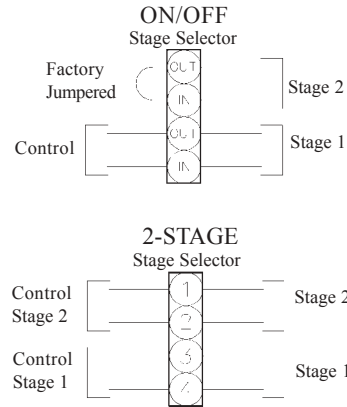 ON/OFF
Stage Selector
Factory
Jumpered
OUT
IN
Stage 2
Control
OUT
IN
Stage 1
2-STAGE
Stage Selector
Control
Stage 2
1
2
Stage 2
Control
Stage 1
3
4
Stage 1